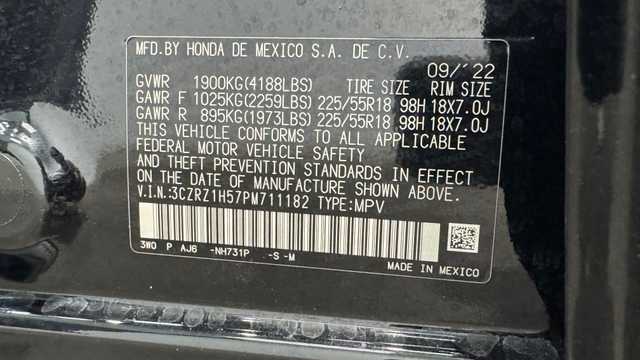 MFD.BY HONDA DE MEXICO S.A. DE C.V.
09/´22
GVWR 1900KG(4188LBS) TIRE SIZE RIM SIZE
GAWR F 1025KG(2259LBS) 225/55R18 98H 18X7.0J
GAWR R 895KG(1973LBS) 225/55R18 98H 18X7.0J
THIS VEHICLE CONFORMS TO ALL APPLICABLE
FEDERAL MOTOR VEHICLE SAFETY
AND THEFT PREVENTION STANDARDS IN EFFECT
ON THE DATE OF MANUFACTURE SHOWN ABOVE.
V.I.N:3CZRZ1H57PM711182 TYPE:MPV
3W0 P AJ6 -NH731P -S -M
MADE IN MEXICO